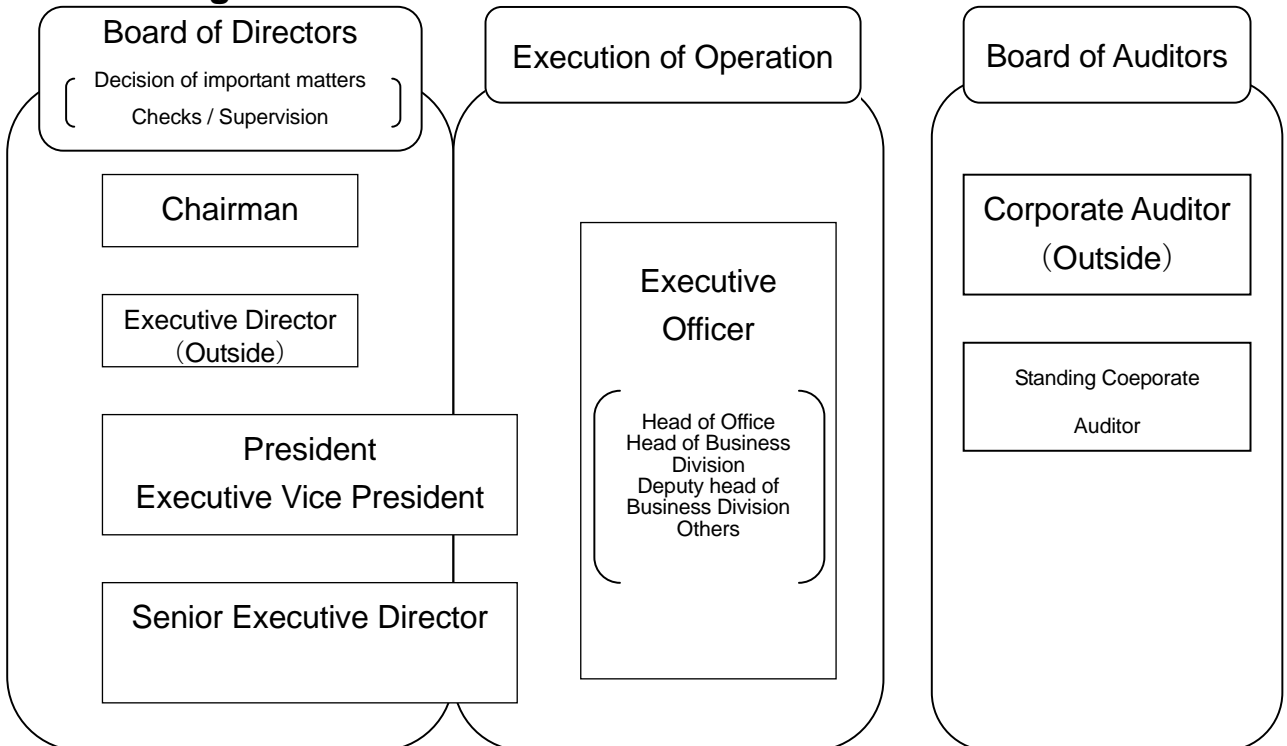 Board of Directors
Decision of important matters
Checks / Supervision
Chairman
Executive Director
（Outside）
President
Executive Vice President
Senior Executive Director
Execution of Operation
Executive
Officer
Head of Office
Head of Business
Division
Deputy head of
Business Division
Others
Board of Auditors
Corporate Auditor
（Outside）
Standing Coeporate
Auditor